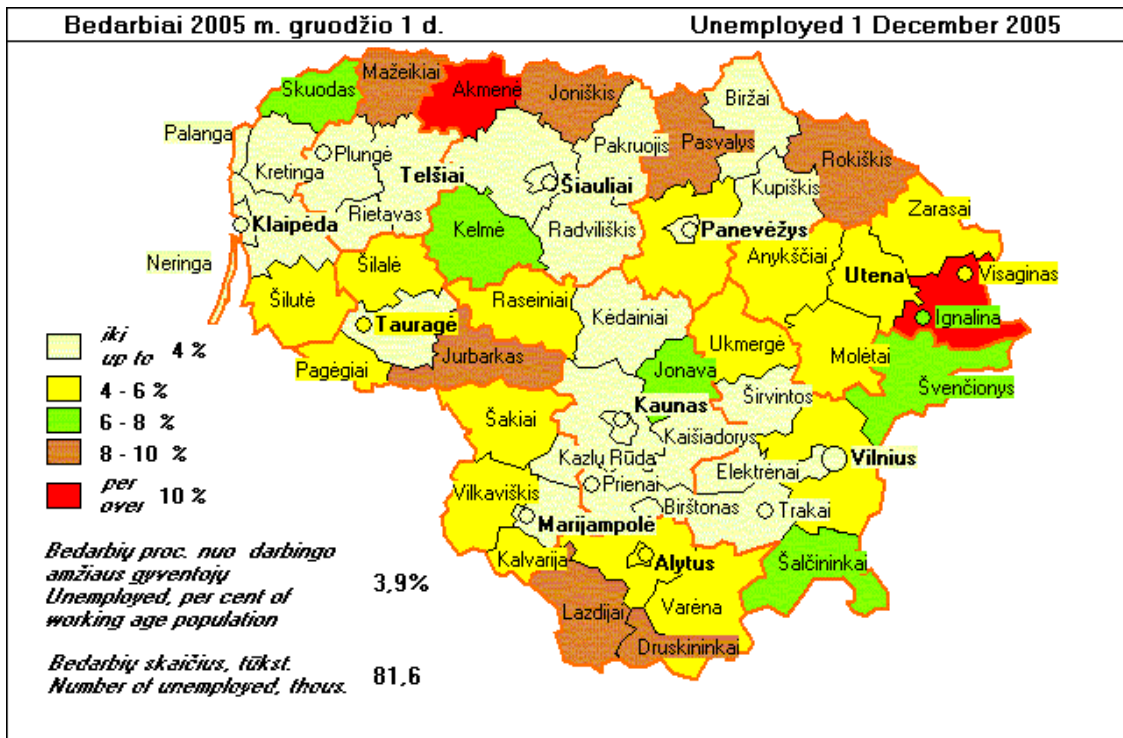 Bedarbiai 2005 m. gruodžio 1 d.
Unemployed 1 December 2005
Skuodas
Mažeikiai
Akmenė
Joniškis
Biržai
Palanga
Kretinga
Plungė
Telšiai
Šiauliai
Pakruojis
Pasvalys
Rokiškis
Kupiškis
Klaipėda
Rietavas
Kelmė
Radviliškis
Panevėžys
Zarasai
Neringa
Šilalė
Anykščiai
Utena
Visaginas
Šilutė
Raseiniai
Kėdainiai
Ignalina
Tauragė
Ukmergė
Molėtai
Pagėgiai
Jurbarkas
Jonava
Švenčionys
Šakiai
Kaunas
Širvintos
Kaišiadorys
Kazlų Rūda
Elektrėnai
Vilnius
Vilkaviškis
Prienai
Birštonas
Trakai
Marijampolė
Kalvarija
Alytus
Šalčininkai
Lazdijai
Varėna
Druskininkai
iki
up to 4 %
4 - 6 %
6 - 8 %
8 - 10 %
per
over 10 %
Bedarbių proc. nuo darbingo
amžiaus gyventojų
Unemployed, per cent of
working age population
3,9%
Bedarbių skaičius, tūkst.
Number of unemployed, thous.
81,6